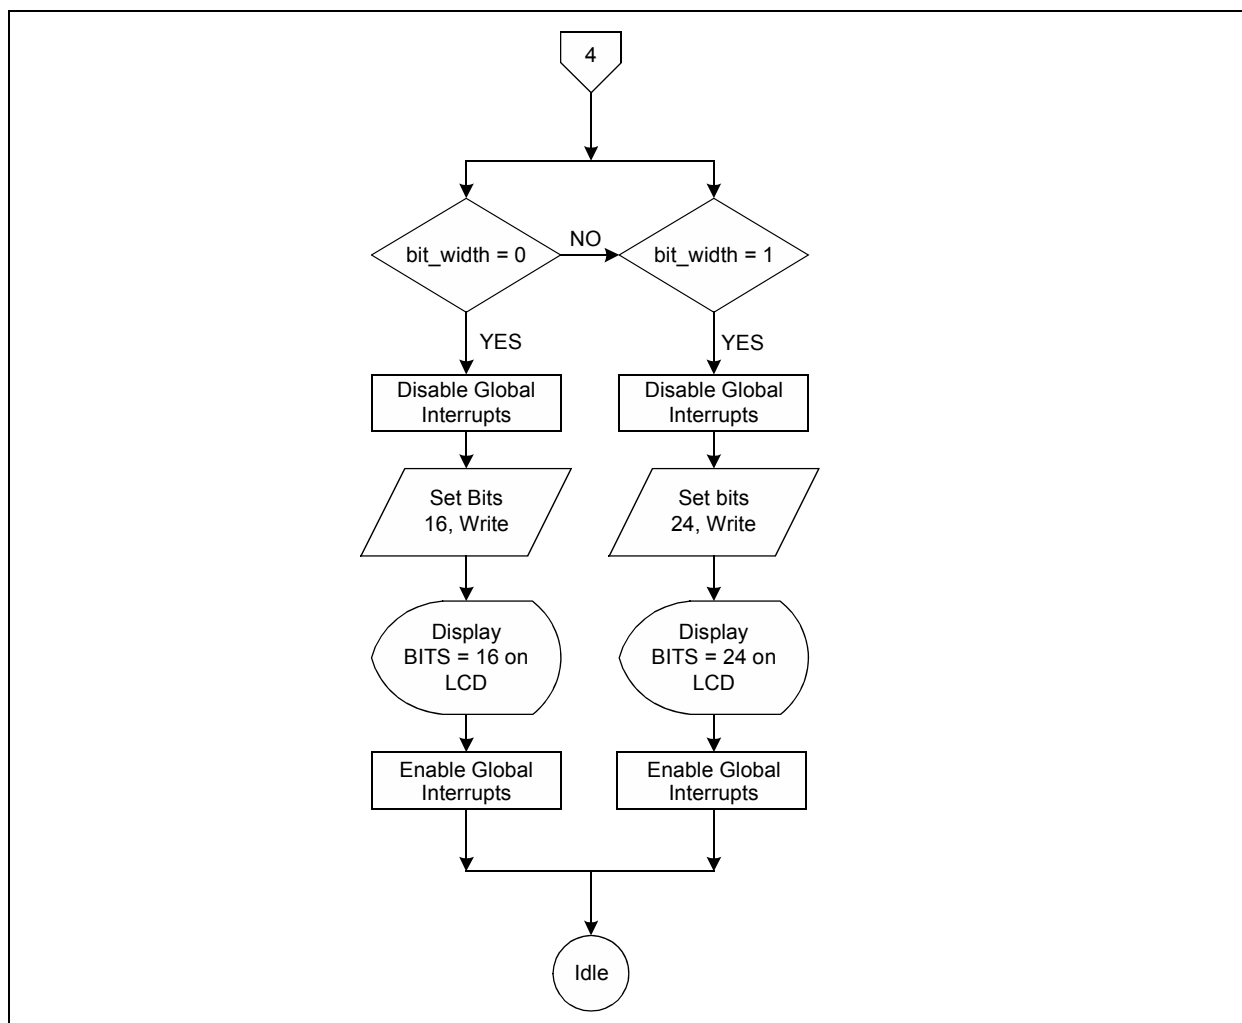 4
bit_width = 0
NO
bit_width = 1
YES
YES
Disable Global
Interrupts
Disable Global
Interrupts
Set Bits
16, Write
Set bits
24, Write
Display
BITS = 16 on
LCD
Display
BITS = 24 on
LCD
Enable Global
Interrupts
Enable Global
Interrupts
Idle